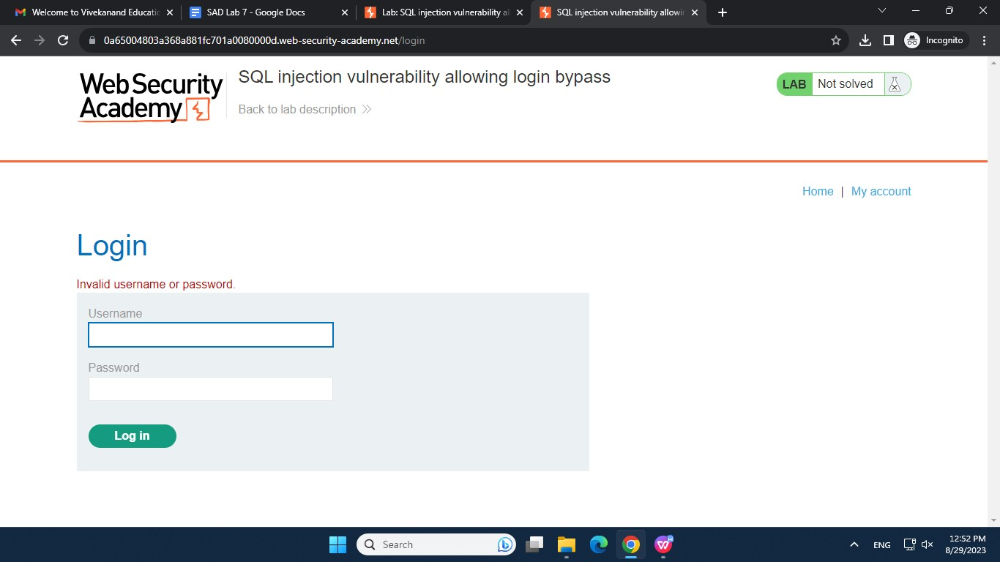 Welcome to Vivekanand Educatio
SAD Lab 7 - Google Docs
Lab: SQL injection vulnerability al
SQL injection vulnerability allowin
0a65004803a368a881fc701a0080000d.web-security-academy.net/login
Incognito
Web Security
Academy
SQL injection vulnerability allowing login bypass
Back to lab description
LAB Not solved
Home | My account
Login
Invalid username or password.
Username
Password
Log in
Search
ENG
12:52 PM
8/29/2023